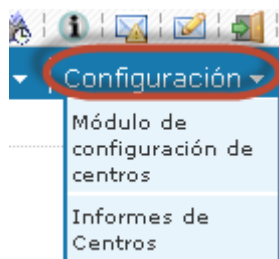 Configuración
Módulo de
configuración de
centros
Informes de
Centros